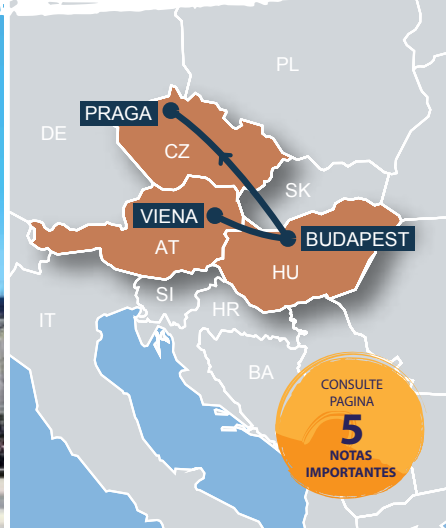 PL
PRAGA
DE
CZ
SK
VIENA
BUDAPEST
AT
HU
SI
HR
IT
BA
CONSULTE
PAGINA
5
NOTAS
IMPORTANTES